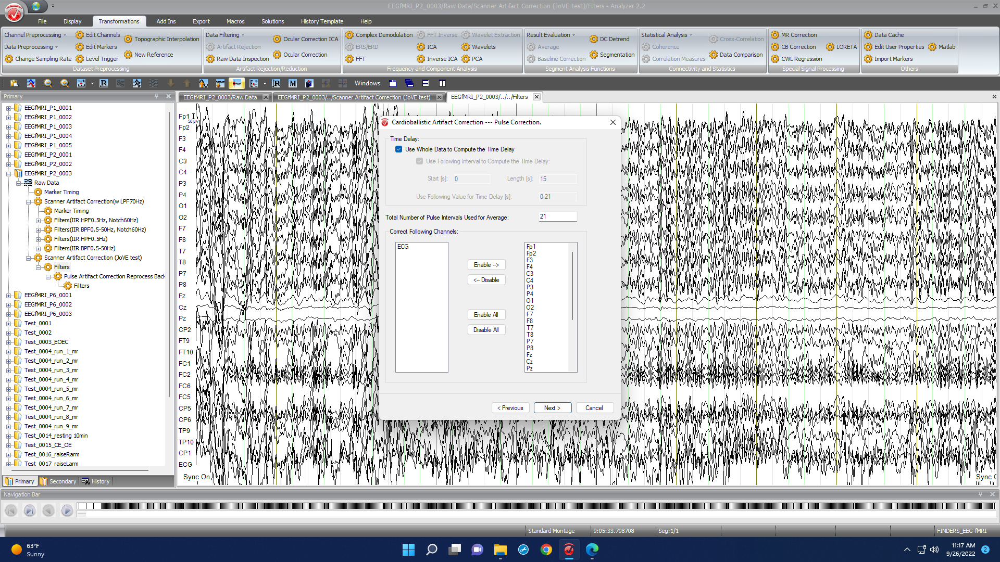 EEGfMRI_P2_0003/Raw Data/Scanner Artifact Correction (JoVE test)/Filters - Analyzer 2.2
File Display Transformations Add Ins Export Macros Solutions History Template Help
Channel Preprocessing Edit Channels
Data Preprocessing Edit Markers
Change Sampling Rate Level Trigger
Topographic Interpolation
New Reference
Dataset Preprocessing
Data Filtering
Artifact Rejection
Raw Data Inspection
Ocular Correction ICA
Ocular Correction
Artifact Rejection/Reduction
Complex Demodulation FFT Inverse Wavelet Extraction
ERS/ERD ICA Wavelets
FFT Inverse ICA PCA
Frequency and Component Analysis
Result Evaluation
Average
Baseline Correction
DC Detrend
Segmentation
Segment Analysis Functions
Statistical Analysis
Coherence
Correlation Measures
Cross-Correlation
Data Comparison
Connectivity and Statistics
MR Correction
CB Correction LORETA
CWL Regression
Special Signal Processing
Data Cache
Edit User Properties Matlab
Import Markers
Others
R Sg R M Windows
Primary
EEGfMRI_P1_0001
EEGfMRI_P1_0002
EEGfMRI_P1_0003
EEGfMRI_P1_0004
EEGfMRI_P1_0005
EEGfMRI_P2_0001
EEGfMRI_P2_0002
EEGfMRI_P2_0003
Raw Data
Marker Timing
Scanner Artifact Correction(w LPF70Hz)
Marker Timing
Filters(IIR HPF0.5Hz, Notch60Hz)
Filters(IIR BPF0.5-50Hz, Notch60Hz)
Filters(IIR HPF0.5Hz)
Filters(IIR BPF0.5-50Hz)
Scanner Artifact Correction (JoVE test)
Filters
Pulse Artifact Correction Reprocess Back
Filters
EEGfMRI_P6_0001
EEGfMRI_P6_0002
EEGfMRI_P6_0003
Test_0001
Test_0002
Test_0003_EOEC
Test_0004_run_1_mr
Test_0004_run_2_mr
Test_0004_run_3_mr
Test_0004_run_4_mr
Test_0004_run_5_mr
Test_0004_run_6_mr
Test_0004_run_7_mr
Test_0004_run_8_mr
Test_0004_run_9_mr
Test_0014_resting 10min
Test_0015_CE_OE
Test_0016_raiseRarm
Test_0017_raiseLarm
Primary Secondary History
EEGfMRI_P2_0003/Raw Data EEGfMRI_P2_0003/../Scanner Artifact Correction (JoVE test) EEGfMRI_P2_0003/../../Filters
Fp1
50 µV
Fp2
F3
F4
C3
C4
P3
P4
O1
O2
F7
F8
T7
T8
P7
P8
Fz
Cz
Pz
CP2
FT9
FT10
FC1
FC2
FC6
FC5
CP5
CP6
TP9
TP10
CP1
ECG
Sync On
Sync
Cardioballistic Artifact Correction --- Pulse Correction.
Time Delay:
Use Whole Data to Compute the Time Delay
Use Following Interval to Compute the Time Delay:
Start [s]: 0 Length [s]: 15
Use Following Value for Time Delay [s]: 0.21
Total Number of Pulse Intervals Used for Average: 21
Correct Following Channels:
ECG
Enable -->
<-- Disable
Enable All
Disable All
Fp1
Fp2
F3
F4
C3
C4
P3
P4
O1
O2
F7
F8
T7
T8
P7
P8
Fz
Cz
Pz
< Previous Next > Cancel
Navigation Bar
Standard Montage 9:05:33.798708 Seg:1/1 FINDERS_EEG-fMRI
63°F
Sunny
11:17 AM
9/26/2022
2